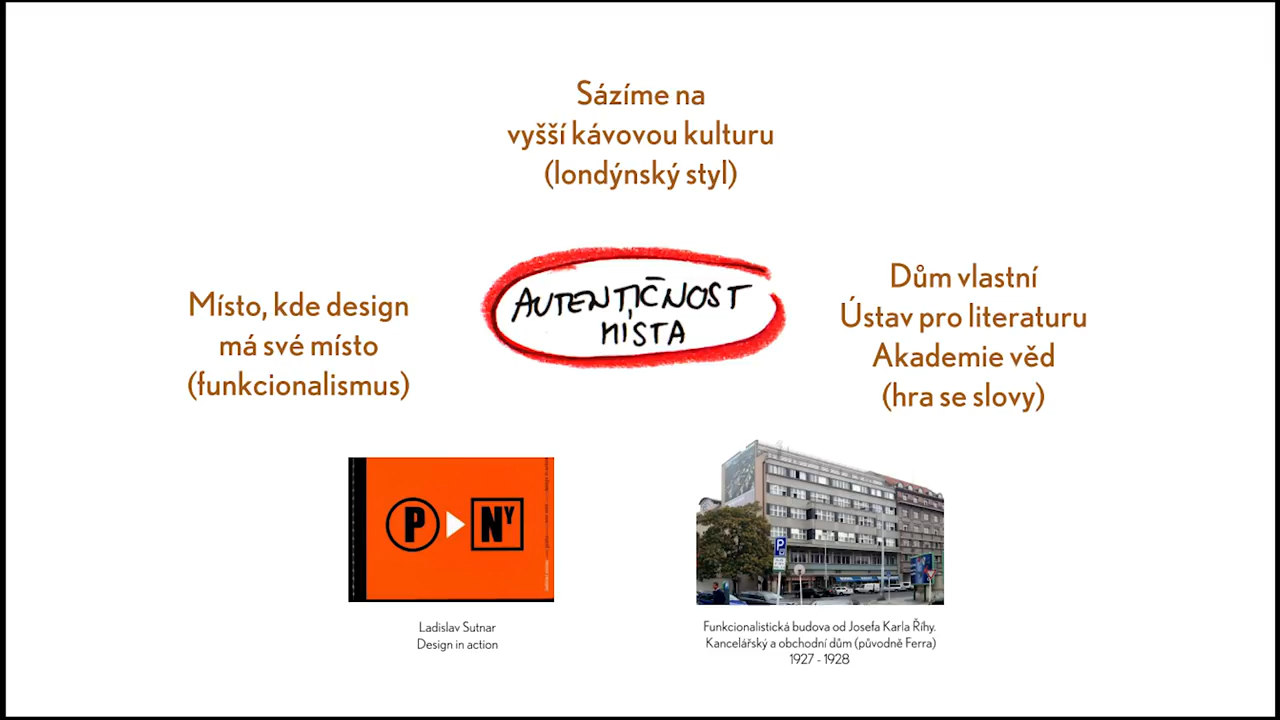 Sázíme na
vyšší kávovou kulturu
(londýnský styl)
AUTENTIČNOST
MÍSTA
Místo, kde design
má své místo
(funkcionalismus)
Dům vlastní
Ústav pro literaturu
Akademie věd
(hra se slovy)
P NY
P
Ladislav Sutnar
Design in action
Funkcionalistická budova od Josefa Karla Říhy.
Kancelářský a obchodní dům (původně Ferra)
1927 - 1928